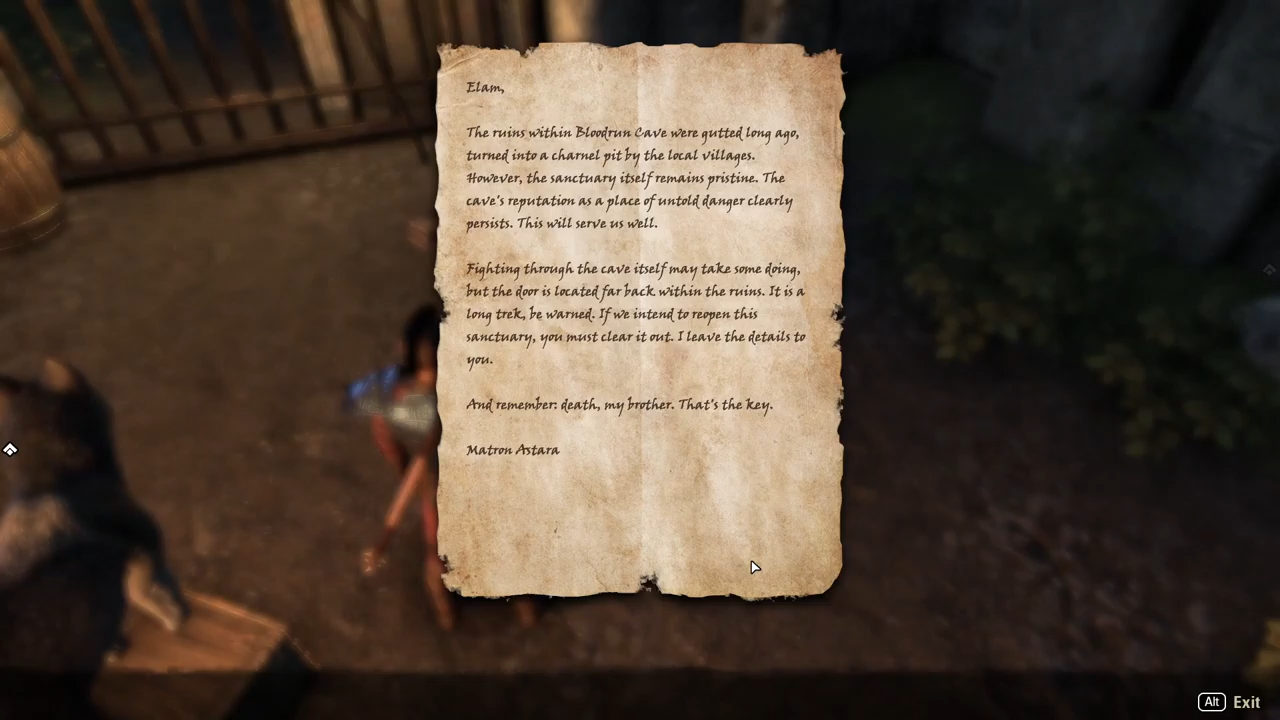 Elam,
The ruins within Bloodrun Cave were gutted long ago,
turned into a charnel pit by the local villages.
However, the sanctuary itself remains pristine. The
cave's reputation as a place of untold danger clearly
persists. This will serve us well.
Fighting through the cave itself may take some doing,
but the door is located far back within the ruins. It is a
long trek, be warned. If we intend to reopen this
sanctuary, you must clear it out. I leave the details to
you.
And remember: death, my brother. That's the key.
Matron Astara
Alt Exit